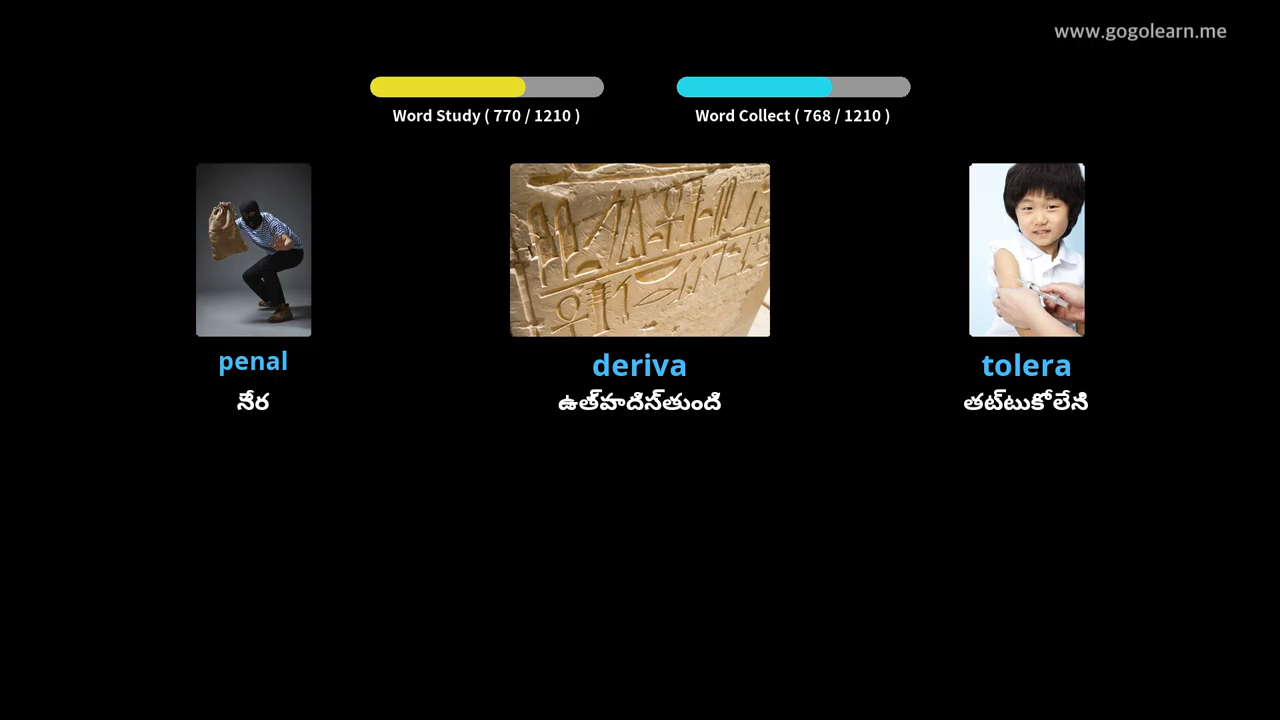 www.gogolearn.me
Word Study ( 770 / 1210 )
Word Collect ( 768 / 1210 )
penal
deriva
tolera
నేర
ఉత్పాదిస్తుంది
తట్టుకోలేని